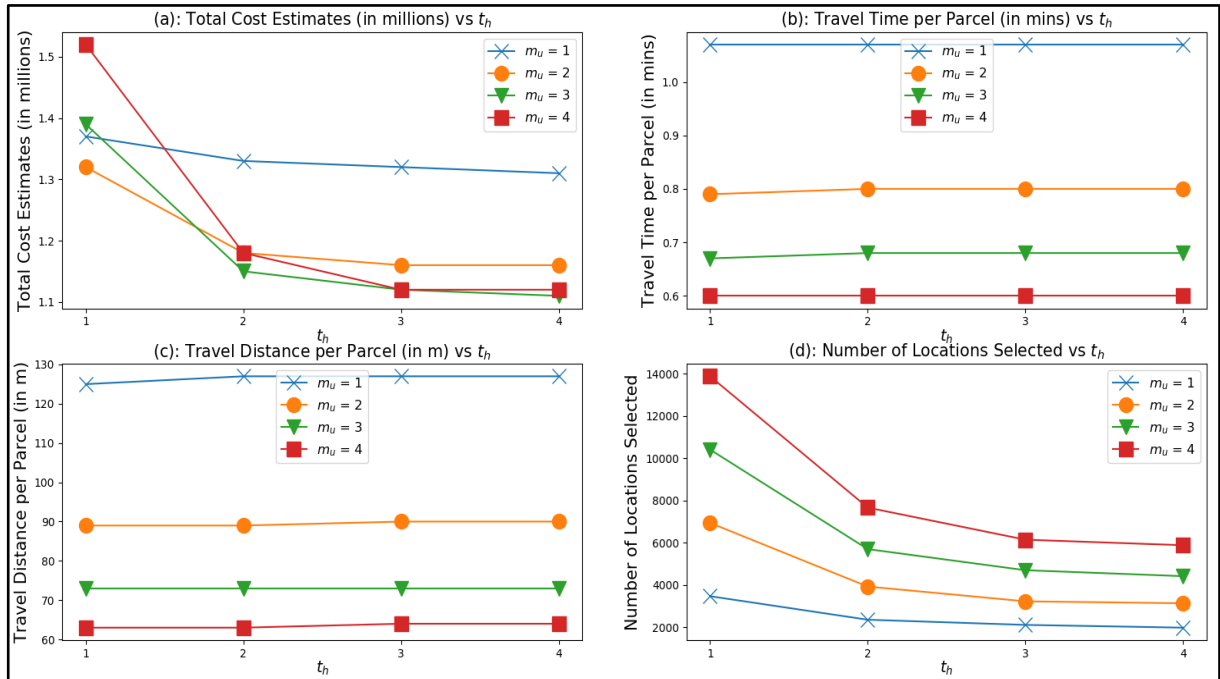 (a): Total Cost Estimates (in millions) vs t_h
Total Cost Estimates (in millions)
1.5
1.4
1.3
1.2
1.1
m_u = 1
m_u = 2
m_u = 3
m_u = 4
1 2 3 4
t_h
(b): Travel Time per Parcel (in mins) vs t_h
Travel Time per Parcel (in mins)
1.0
0.9
0.8
0.7
0.6
m_u = 1
m_u = 2
m_u = 3
m_u = 4
1 2 3 4
t_h
(c): Travel Distance per Parcel (in m) vs t_h
Travel Distance per Parcel (in m)
130
120
110
100
90
80
70
60
m_u = 1
m_u = 2
m_u = 3
m_u = 4
1 2 3 4
t_h
(d): Number of Locations Selected vs t_h
Number of Locations Selected
14000
12000
10000
8000
6000
4000
2000
m_u = 1
m_u = 2
m_u = 3
m_u = 4
1 2 3 4
t_h